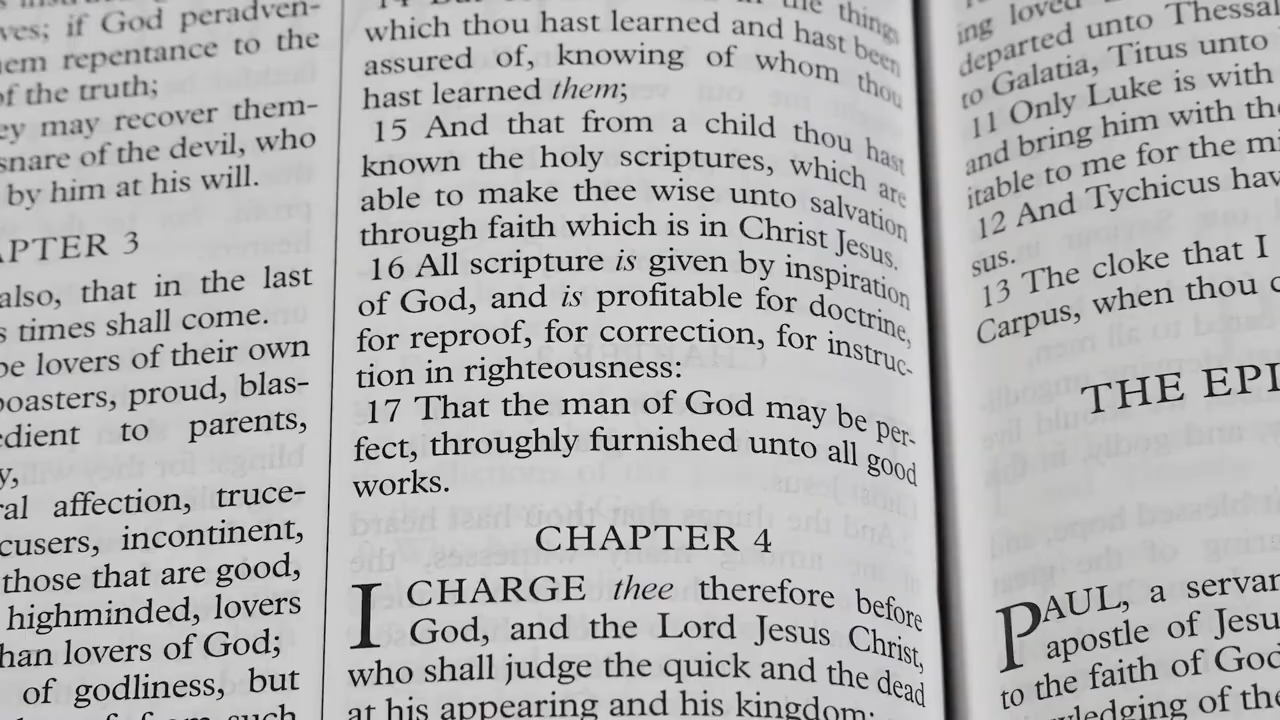 ves; if God peradven-
em repentance to the
of the truth;
ey may recover them-
snare of the devil, who
by him at his will.
PTER 3
also, that in the last
s times shall come.
be lovers of their own
boasters, proud, blas-
edient to parents,
y,
ral affection, truce-
cusers, incontinent,
those that are good,
highminded, lovers
han lovers of God;
of godliness, but
such
the things
which thou hast learned and hast been
assured of, knowing of whom thou
hast learned them;
15 And that from a child thou hast
known the holy scriptures, which are
able to make thee wise unto salvation
through faith which is in Christ Jesus.
16 All scripture is given by inspiration
of God, and is profitable for doctrine,
for reproof, for correction, for instruc-
tion in righteousness:
17 That the man of God may be per-
fect, throughly furnished unto all good
works.
CHAPTER 4
I CHARGE thee therefore before
God, and the Lord Jesus Christ,
who shall judge the quick and the dead
at his appearing and his kingdom;
ing loved
departed unto Thessal
to Galatia, Titus unto
11 Only Luke is with
and bring him with the
itable to me for the mi
12 And Tychicus hav
sus.
13 The cloke that I
Carpus, when thou c
THE EPI
PAUL, a servan
apostle of Jesu
to the faith of God
wledging of the